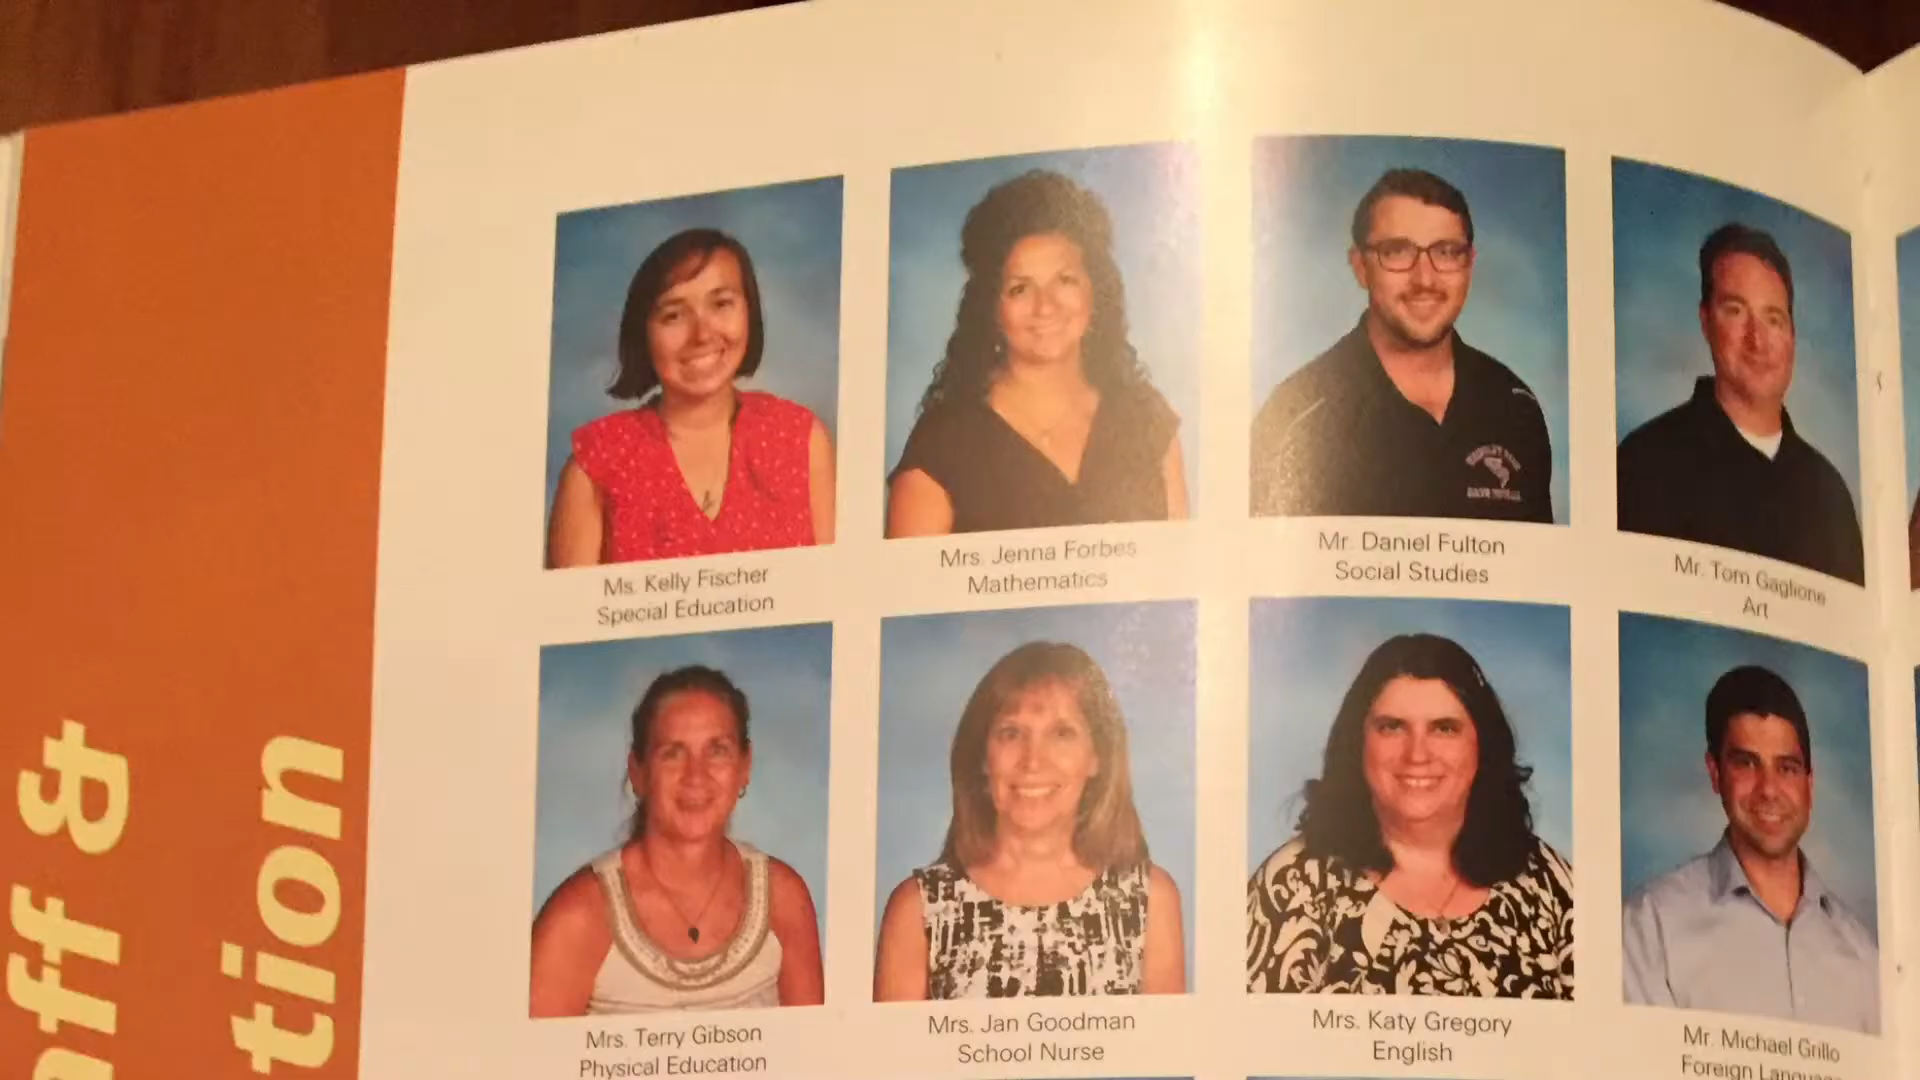 Ms. Kelly Fischer
Special Education
Mrs. Jenna Forbes
Mathematics
Mr. Daniel Fulton
Social Studies
Mr. Tom Gaglione
Art
Mrs. Terry Gibson
Physical Education
Mrs. Jan Goodman
School Nurse
Mrs. Katy Gregory
English
Mr. Michael Grillo
Foreign
ff &
tion